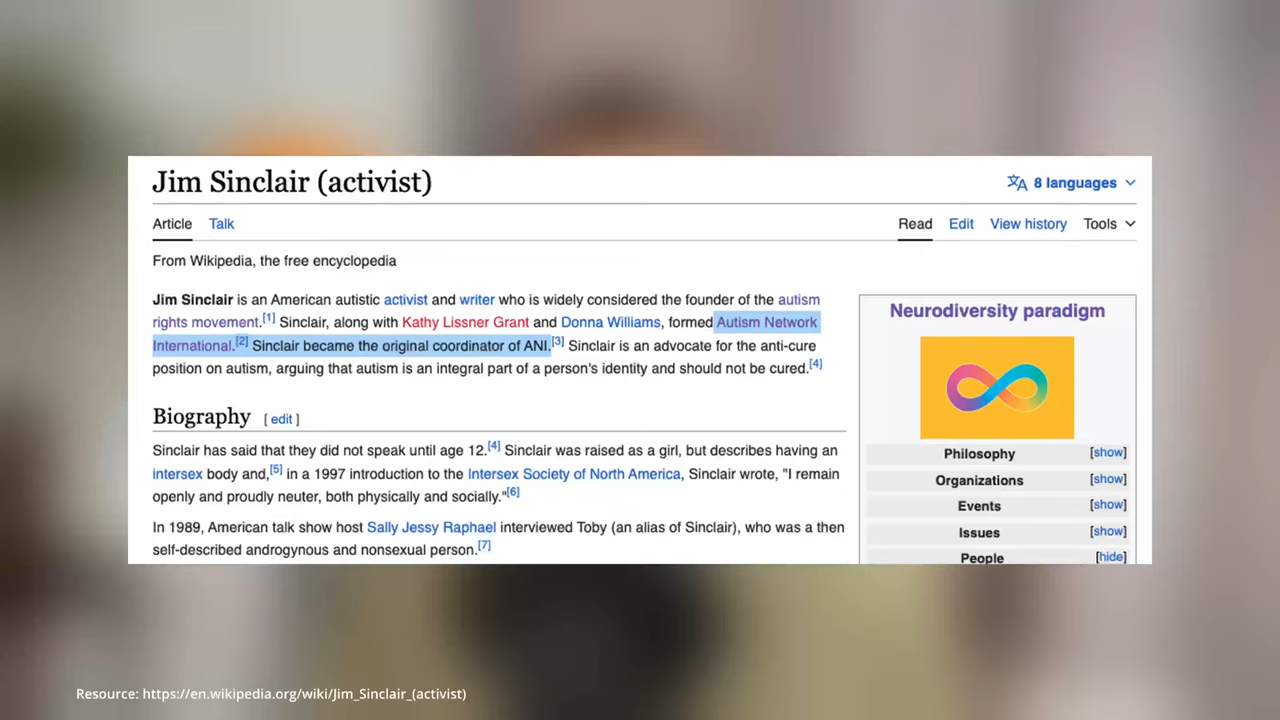 Jim Sinclair (activist)
8 languages
Article Talk
Read Edit View history Tools
From Wikipedia, the free encyclopedia
Jim Sinclair is an American autistic activist and writer who is widely considered the founder of the autism
rights movement.[1] Sinclair, along with Kathy Lissner Grant and Donna Williams, formed Autism Network
International.[2] Sinclair became the original coordinator of ANI.[3] Sinclair is an advocate for the anti-cure
position on autism, arguing that autism is an integral part of a person's identity and should not be cured.[4]
Biography [ edit ]
Sinclair has said that they did not speak until age 12.[4] Sinclair was raised as a girl, but describes having an
intersex body and,[5] in a 1997 introduction to the Intersex Society of North America, Sinclair wrote, "I remain
openly and proudly neuter, both physically and socially."[6]
In 1989, American talk show host Sally Jessy Raphael interviewed Toby (an alias of Sinclair), who was a then
self-described androgynous and nonsexual person.[7]
Neurodiversity paradigm
Philosophy [show]
Organizations [show]
Events [show]
Issues [show]
People [hide]
Resource: https://en.wikipedia.org/wiki/Jim_Sinclair_(activist)